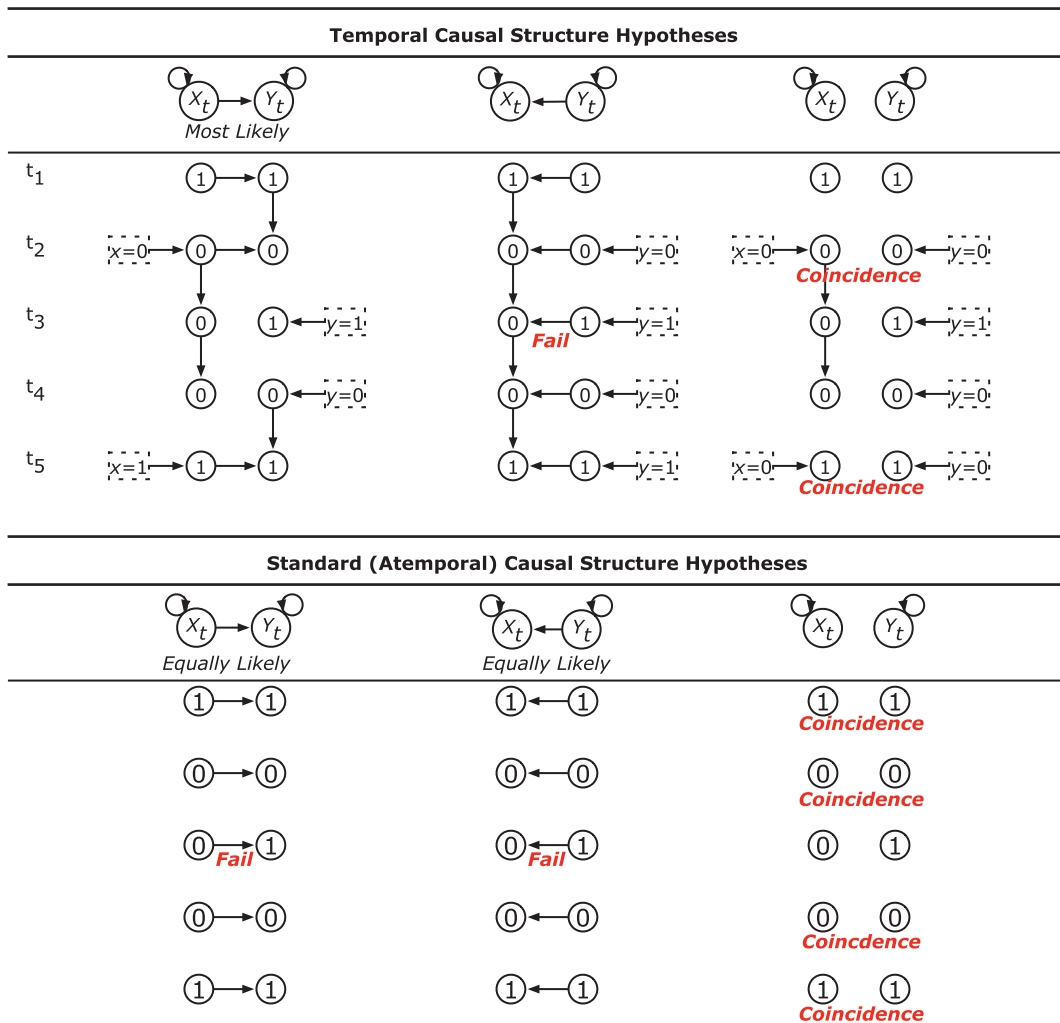 Temporal Causal Structure Hypotheses
Xt Yt Xt Yt Xt Yt
Most Likely
t1 1 1 1 1 1 1
t2 x=0 0 0 0 0 y=0 x=0 0 0 y=0
Coincidence
t3 0 1 y=1 0 1 y=1 0 1 y=1
Fail
t4 0 0 y=0 0 0 y=0 0 0 y=0
t5 x=1 1 1 1 1 y=1 x=0 1 1 y=0
Coincidence
Standard (Atemporal) Causal Structure Hypotheses
Xt Yt Xt Yt Xt Yt
Equally Likely Equally Likely
1 1 1 1 1 1
Coincidence
0 0 0 0 0 0
Coincidence
0 1 0 1 0 1
Fail Fail
0 0 0 0 0 0
Coincdence
1 1 1 1 1 1
Coincidence